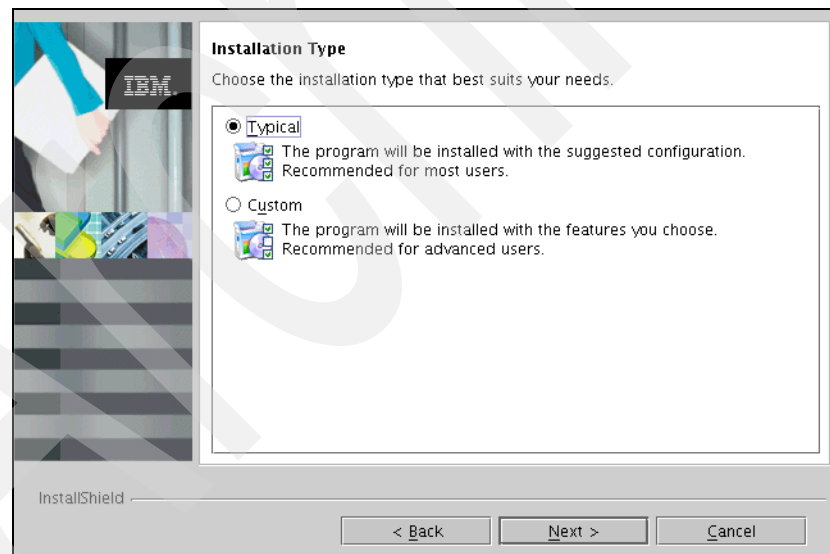 Installation Type
Choose the installation type that best suits your needs.
IBM.
Typical
The program will be installed with the suggested configuration.
Recommended for most users.
Custom
The program will be installed with the features you choose.
Recommended for advanced users.
InstallShield
< Back
Next >
Cancel